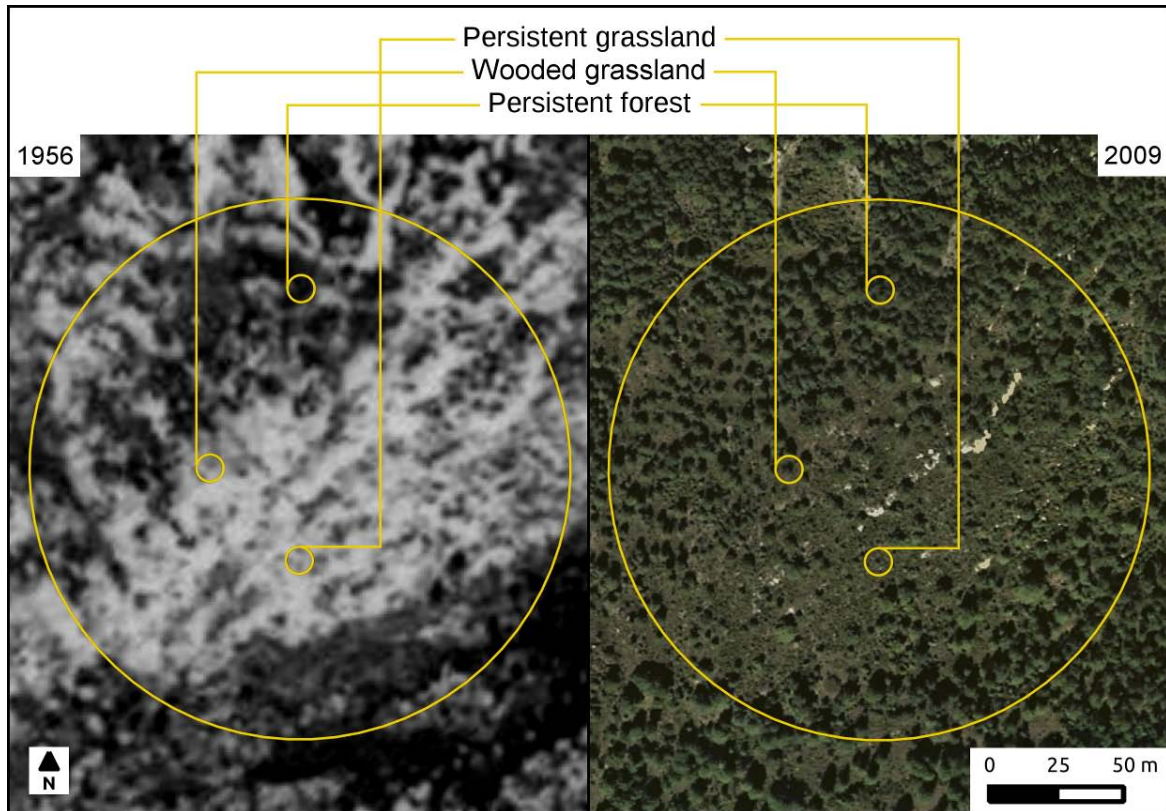 Persistent grassland
Wooded grassland
Persistent forest
1956
2009
N
0 25 50 m